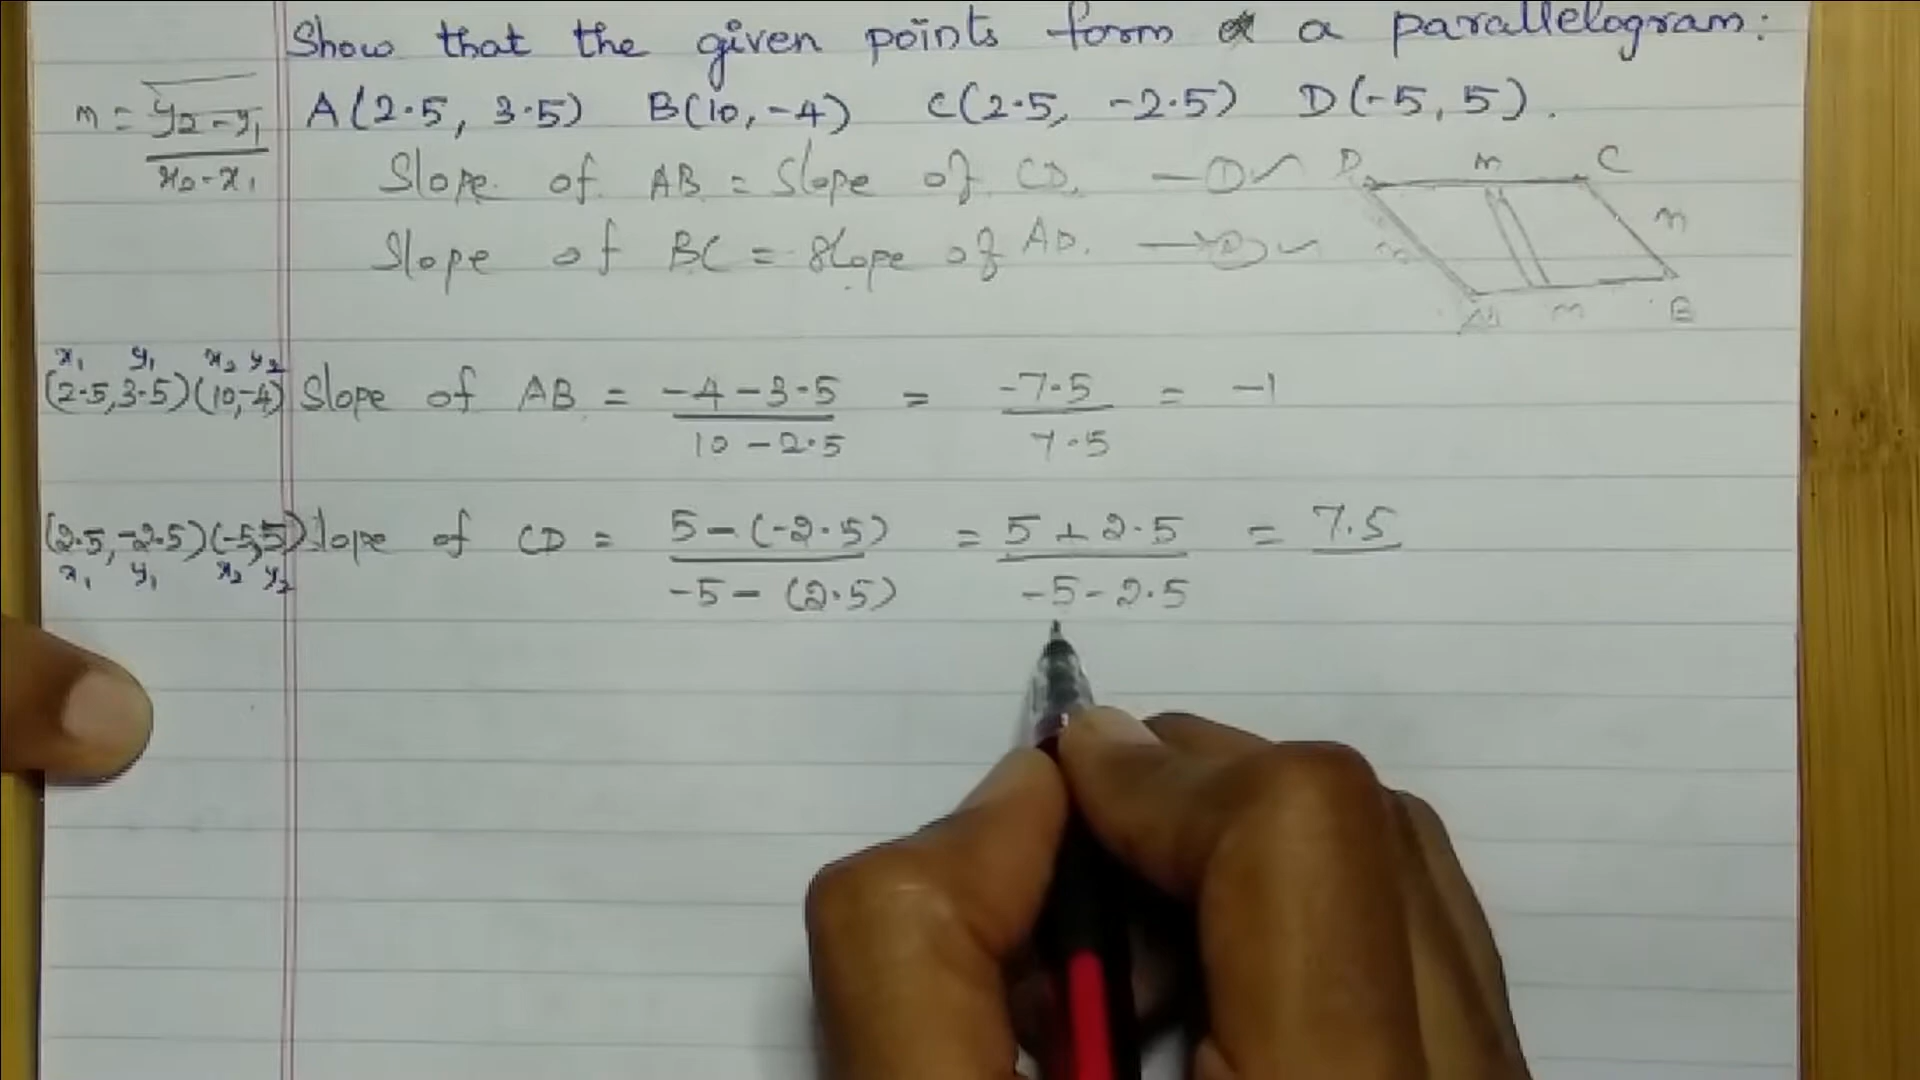 Show that the given points form a parallelogram:
A(2.5, 3.5) B(10, -4) C(2.5, -2.5) D(-5, 5).
m = y2 - y1
x2 - x1
Slope of AB = Slope of CD. — ①
Slope of BC = Slope of AD. → ②
D m C
m
m
A m B
x1 y1 x2 y2
(2.5, 3.5) (10, -4) Slope of AB = -4 - 3.5 = -7.5 = -1
10 - 2.5 7.5
(2.5, -2.5) (-5, 5) Slope of CD = 5 - (-2.5) = 5 + 2.5 = 7.5
x1 y1 x2 y2 -5 - (2.5) -5 - 2.5